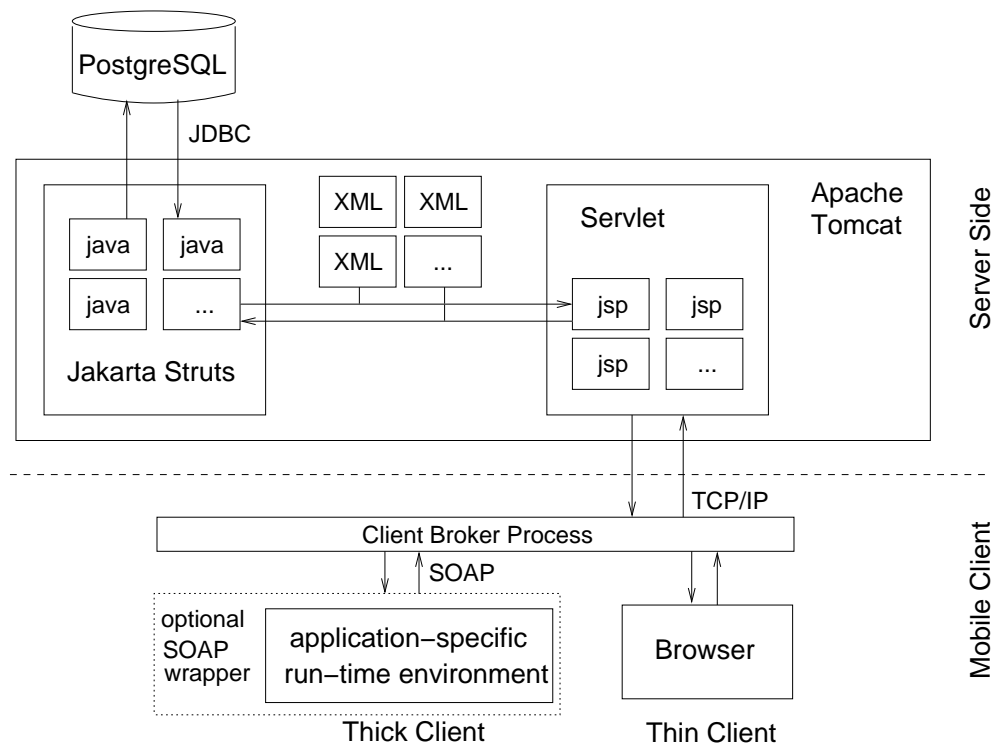 PostgreSQL
JDBC
Apache
Tomcat
Server Side
XML
XML
XML
...
Servlet
java
java
java
...
Jakarta Struts
jsp
jsp
jsp
...
TCP/IP
Client Broker Process
SOAP
Mobile Client
optional
SOAP
wrapper
application−specific
run−time environment
Browser
Thick Client
Thin Client